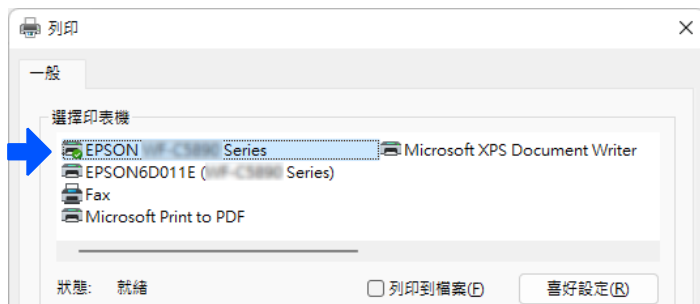 列印
一般
選擇印表機
EPSON Series
Microsoft XPS Document Writer
EPSON6D011E ( Series)
Fax
Microsoft Print to PDF
狀態: 就緒
列印到檔案(F)
喜好設定(R)